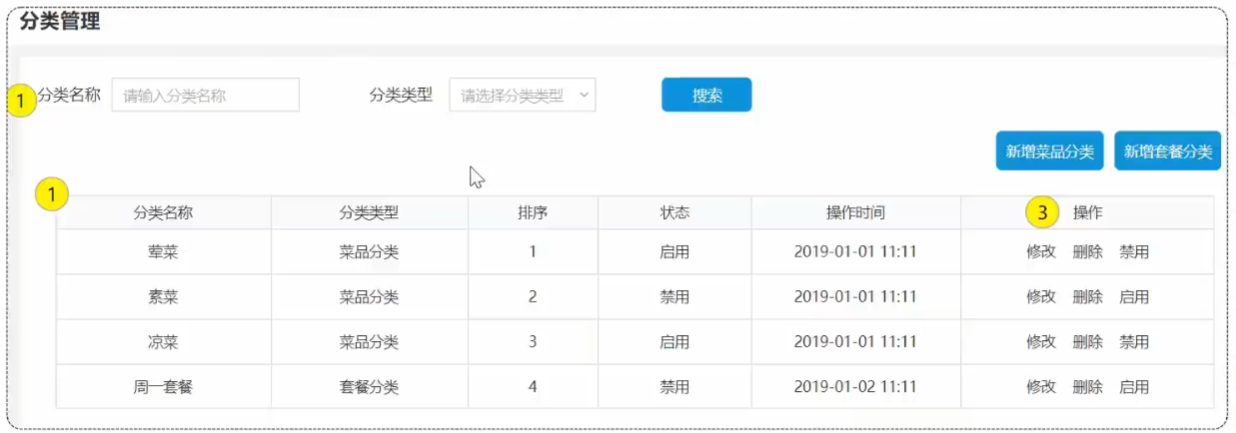 分类管理
1 分类名称 请输入分类名称 分类类型 请选择分类类型 搜索
新增菜品分类 新增套餐分类
1
分类名称 分类类型 排序 状态 操作时间 3 操作
荤菜 菜品分类 1 启用 2019-01-01 11:11 修改 删除 禁用
素菜 菜品分类 2 禁用 2019-01-01 11:11 修改 删除 启用
凉菜 菜品分类 3 启用 2019-01-01 11:11 修改 删除 禁用
周一套餐 套餐分类 4 禁用 2019-01-02 11:11 修改 删除 启用